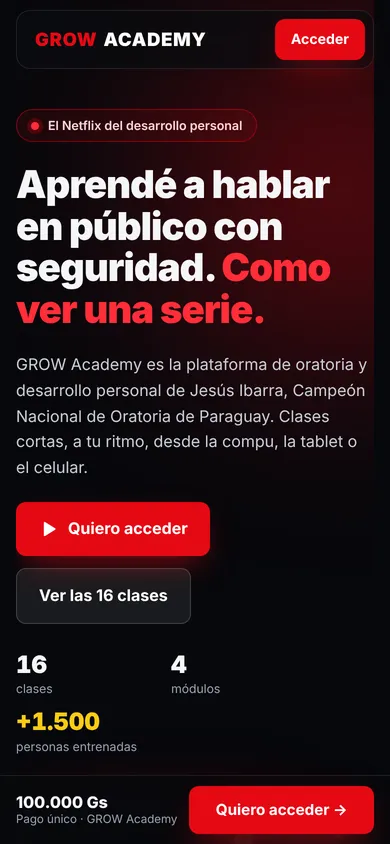 GROW ACADEMY
Acceder
El Netflix del desarrollo personal
Aprendé a hablar
en público con
seguridad. Como
ver una serie.
GROW Academy es la plataforma de oratoria y
desarrollo personal de Jesús Ibarra, Campeón
Nacional de Oratoria de Paraguay. Clases
cortas, a tu ritmo, desde la compu, la tablet o
el celular.
Quiero acceder
Ver las 16 clases
16
clases
4
módulos
+1.500
personas entrenadas
100.000 Gs
Pago único · GROW Academy
Quiero acceder →